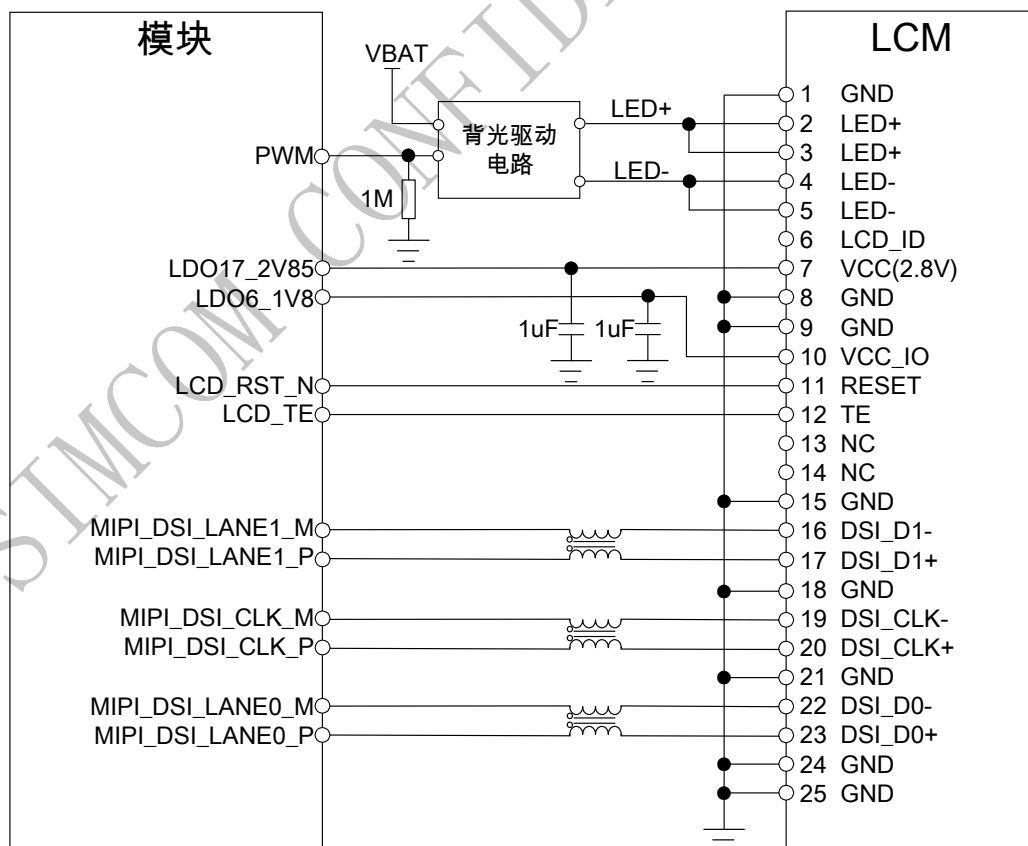 模块
LCM
VBAT
背光驱动
电路
LED+
LED-
PWM
1M
LDO17_2V85
LDO6_1V8
1uF
1uF
LCD_RST_N
LCD_TE
MIPI_DSI_LANE1_M
MIPI_DSI_LANE1_P
MIPI_DSI_CLK_M
MIPI_DSI_CLK_P
MIPI_DSI_LANE0_M
MIPI_DSI_LANE0_P
1 GND
2 LED+
3 LED+
4 LED-
5 LED-
6 LCD_ID
7 VCC(2.8V)
8 GND
9 GND
10 VCC_IO
11 RESET
12 TE
13 NC
14 NC
15 GND
16 DSI_D1-
17 DSI_D1+
18 GND
19 DSI_CLK-
20 DSI_CLK+
21 GND
22 DSI_D0-
23 DSI_D0+
24 GND
25 GND